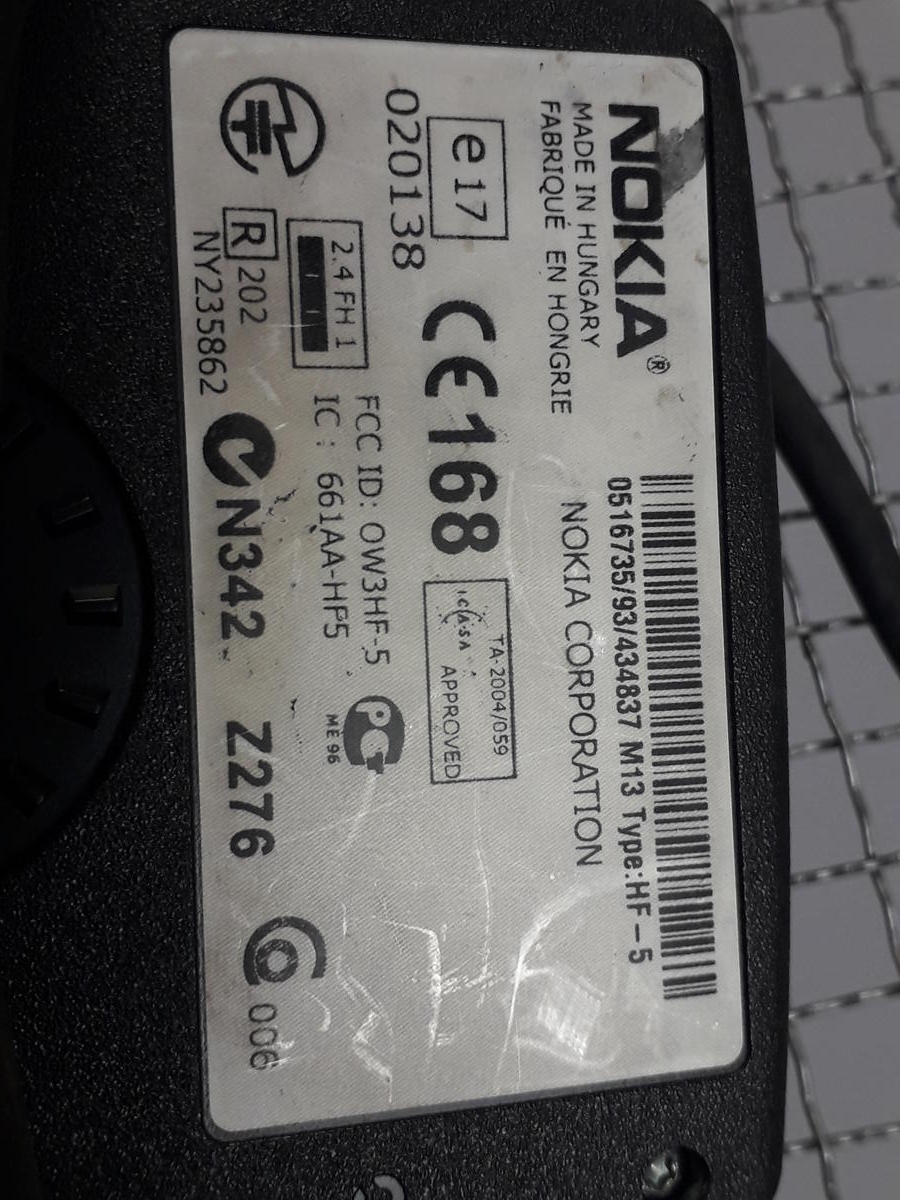 NOKIA®
MADE IN HUNGARY
FABRIQUÉ EN HONGRIE
0516735/93/434837 M13 Type:HF-5
NOKIA CORPORATION
e17
020138
CE168
TA-2004/059
ICASA APPROVED
2.4 FH 1
FCC ID: OW3HF-5
IC: 661AA-HF5
PCT
ME 96
R 202
NY235862
N342
Z276
006